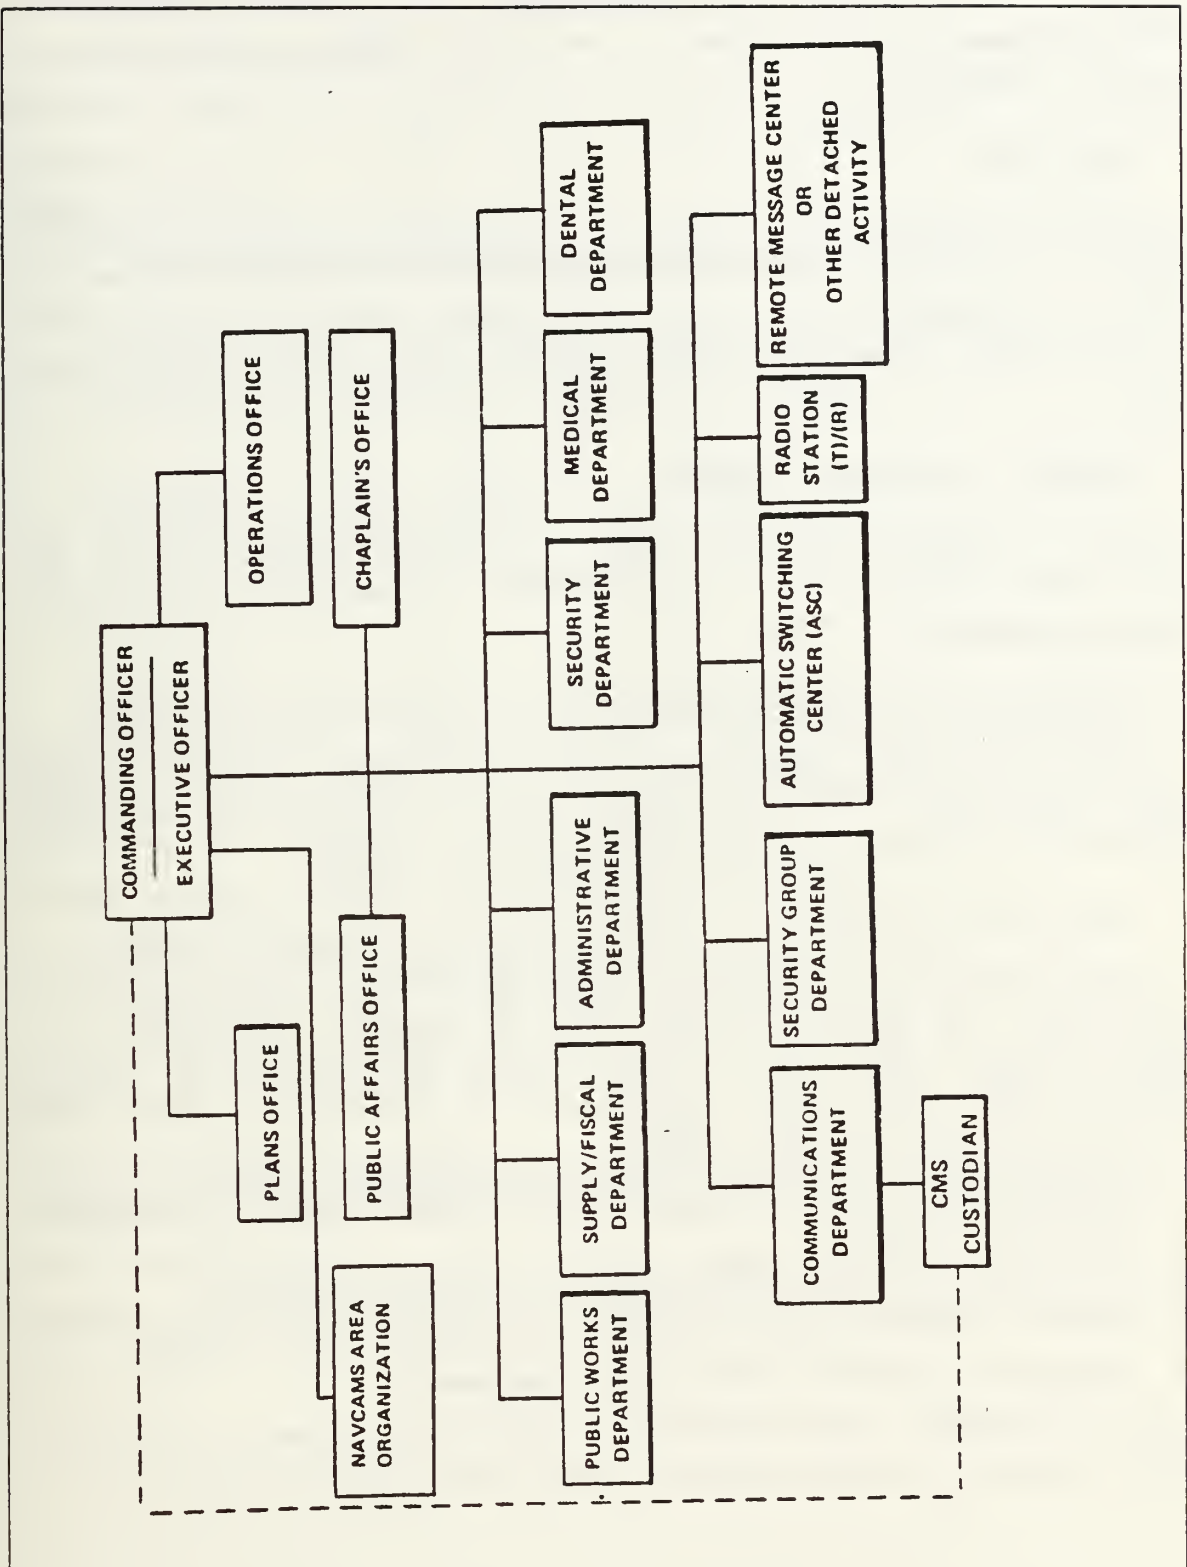 COMMANDING OFFICER
EXECUTIVE OFFICER
PLANS OFFICE
OPERATIONS OFFICE
NAVCAMS AREA
ORGANIZATION
PUBLIC AFFAIRS OFFICE
CHAPLAIN'S OFFICE
PUBLIC WORKS
DEPARTMENT
SUPPLY/FISCAL
DEPARTMENT
ADMINISTRATIVE
DEPARTMENT
SECURITY
DEPARTMENT
MEDICAL
DEPARTMENT
DENTAL
DEPARTMENT
COMMUNICATIONS
DEPARTMENT
SECURITY GROUP
DEPARTMENT
AUTOMATIC SWITCHING
CENTER (ASC)
RADIO
STATION
(T)/(R)
REMOTE MESSAGE CENTER
OR
OTHER DETACHED
ACTIVITY
CMS
CUSTODIAN